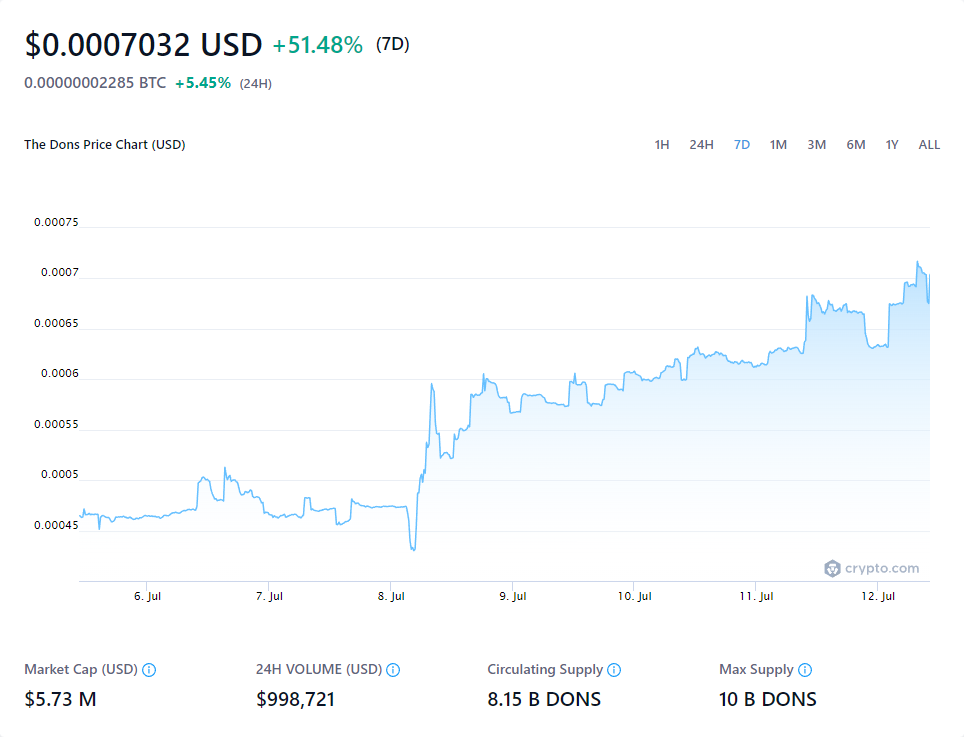 $0.0007032 USD +51.48% (7D)
0.00000002285 BTC +5.45% (24H)
The Dons Price Chart (USD) 1H 24H 7D 1M 3M 6M 1Y ALL
0.00075
0.0007
0.00065
0.0006
0.00055
0.0005
0.00045
crypto.com
6. Jul 7. Jul 8. Jul 9. Jul 10. Jul 11. Jul 12. Jul
Market Cap (USD) 24H VOLUME (USD) Circulating Supply Max Supply
$5.73 M $998,721 8.15 B DONS 10 B DONS